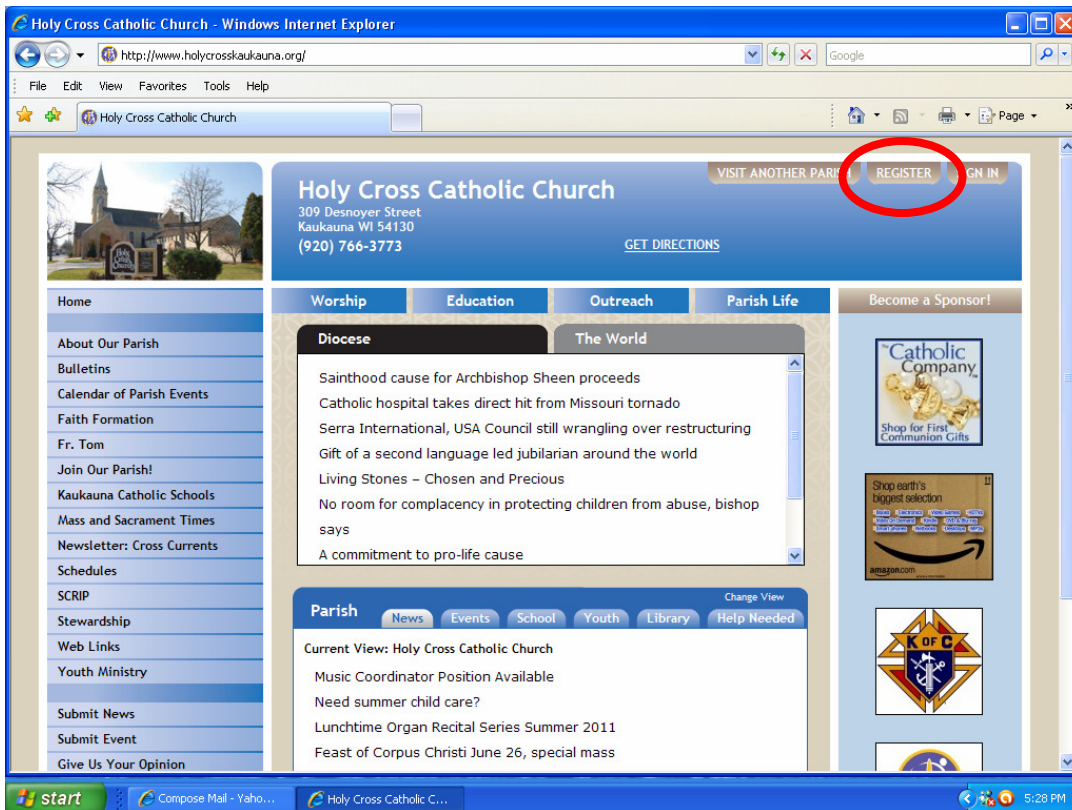 Holy Cross Catholic Church - Windows Internet Explorer
http://www.holycrosskaukauna.org/
Google
File Edit View Favorites Tools Help
Holy Cross Catholic Church
Page
VISIT ANOTHER PARISH REGISTER SIGN IN
Holy Cross Catholic Church
309 Desnoyer Street
Kaukauna WI 54130
(920) 766-3773
GET DIRECTIONS
Holy Cross Church
Home
About Our Parish
Bulletins
Calendar of Parish Events
Faith Formation
Fr. Tom
Join Our Parish!
Kaukauna Catholic Schools
Mass and Sacrament Times
Newsletter: Cross Currents
Schedules
SCRIP
Stewardship
Web Links
Youth Ministry
Submit News
Submit Event
Give Us Your Opinion
Worship Education Outreach Parish Life
Diocese The World
Sainthood cause for Archbishop Sheen proceeds
Catholic hospital takes direct hit from Missouri tornado
Serra International, USA Council still wrangling over restructuring
Gift of a second language led jubilarian around the world
Living Stones – Chosen and Precious
No room for complacency in protecting children from abuse, bishop
says
A commitment to pro-life cause
Change View
Parish News Events School Youth Library Help Needed
Current View: Holy Cross Catholic Church
Music Coordinator Position Available
Need summer child care?
Lunchtime Organ Recital Series Summer 2011
Feast of Corpus Christi June 26, special mass
Become a Sponsor!
The Catholic
Company
Shop for First
Communion Gifts
Shop earth's
biggest selection
amazon.com
K OF C
start
Compose Mail - Yaho...
Holy Cross Catholic C...
5:28 PM